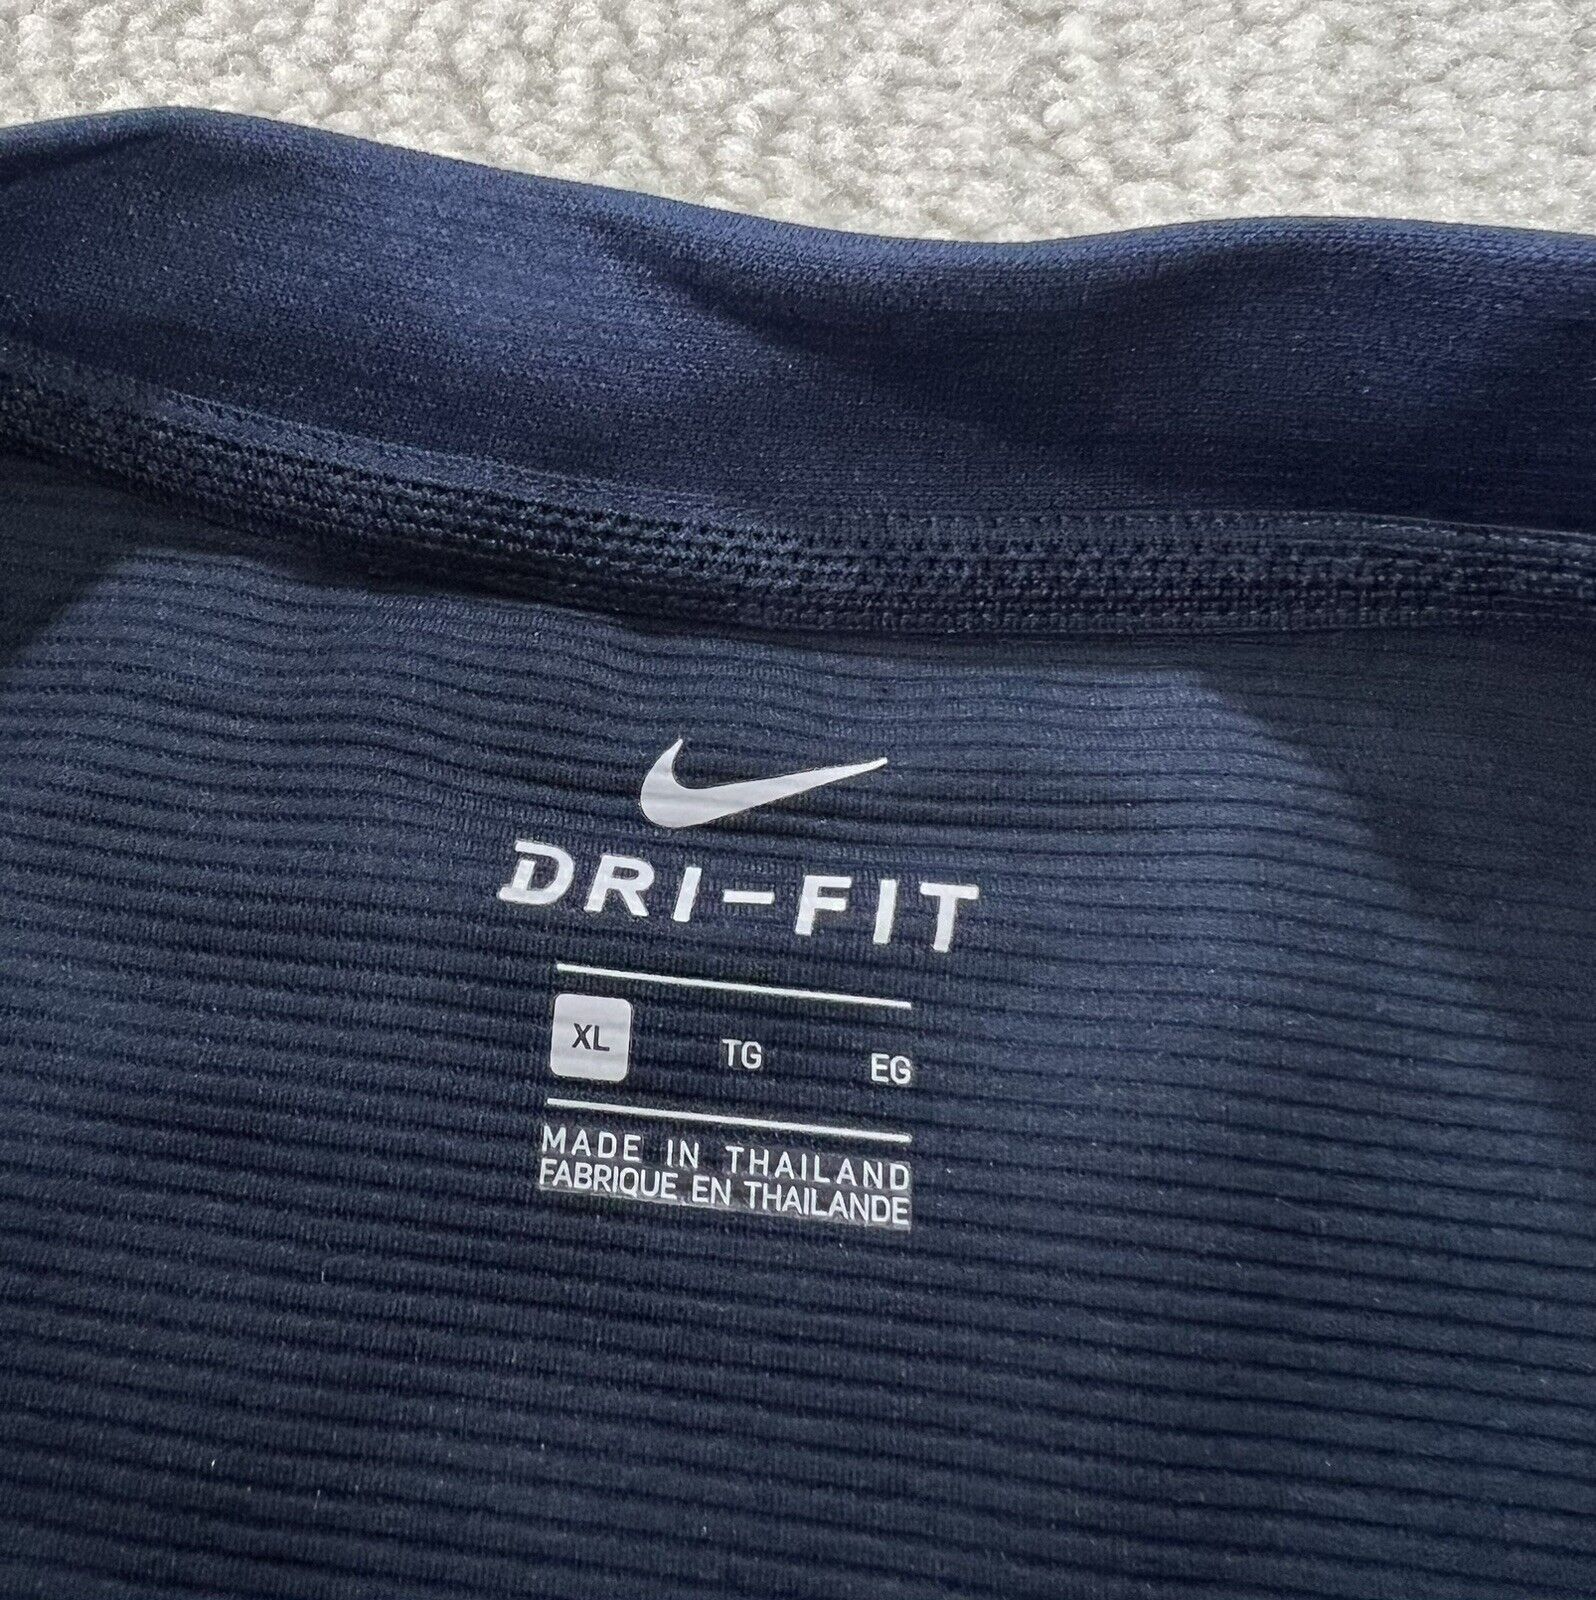 DRI-FIT
XL TG EG
MADE IN THAILAND
FABRIQUE EN THAILANDE